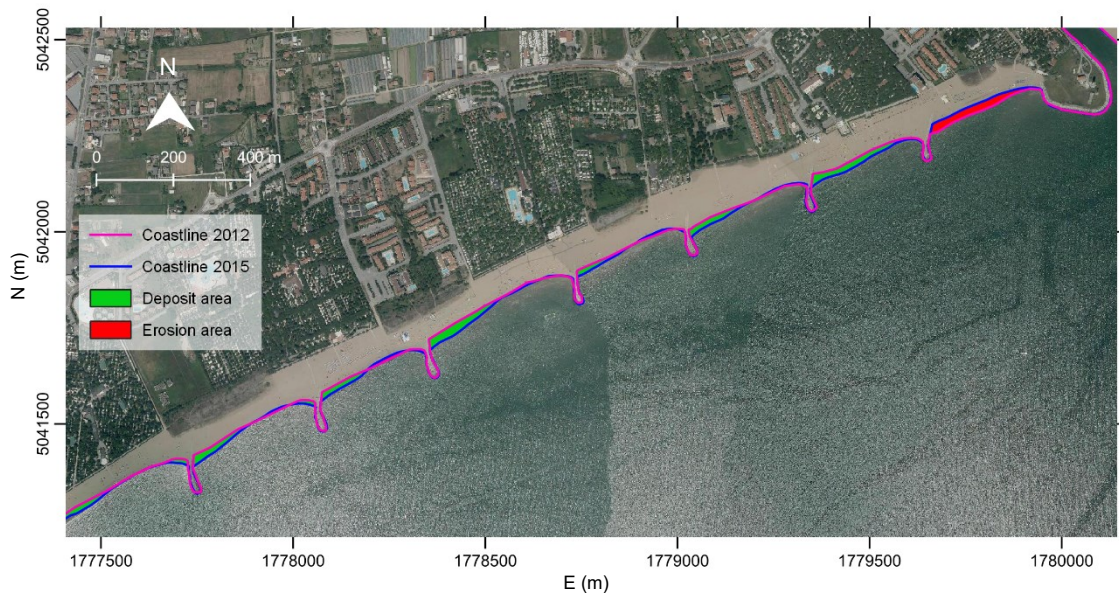 5042500
5042000
5041500
N (m)
N
0 200 400 m
Coastline 2012
Coastline 2015
Deposit area
Erosion area
1777500 1778000 1778500 1779000 1779500 1780000
E (m)